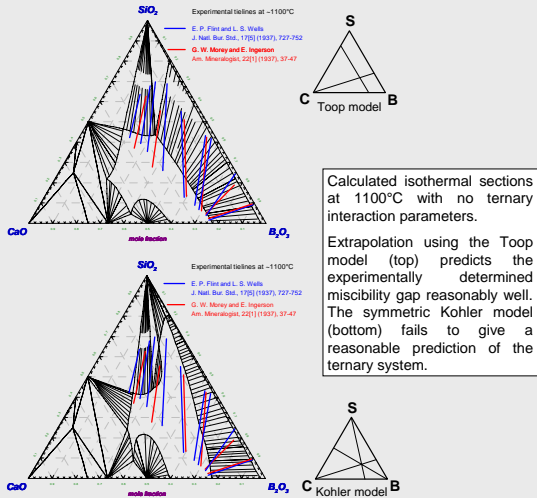 SiO₂
Experimental tielines at ~1100°C
E. P. Flint and L. S. Wells
J. Natl. Bur. Std., 17[5] (1937), 727-752
G. W. Morey and E. Ingerson
Am. Mineralogist, 22[1] (1937), 37-47
CaO
B₂O₃
mole fraction
S
C
B
Toop model
Calculated isothermal sections
at 1100°C with no ternary
interaction parameters.
Extrapolation using the Toop
model (top) predicts the
experimentally determined
miscibility gap reasonably well.
The symmetric Kohler model
(bottom) fails to give a
reasonable prediction of the
ternary system.
SiO₂
Experimental tielines at ~1100°C
E. P. Flint and L. S. Wells
J. Natl. Bur. Std., 17[5] (1937), 727-752
G. W. Morey and E. Ingerson
Am. Mineralogist, 22[1] (1937), 37-47
CaO
B₂O₃
mole fraction
S
C
B
Kohler model